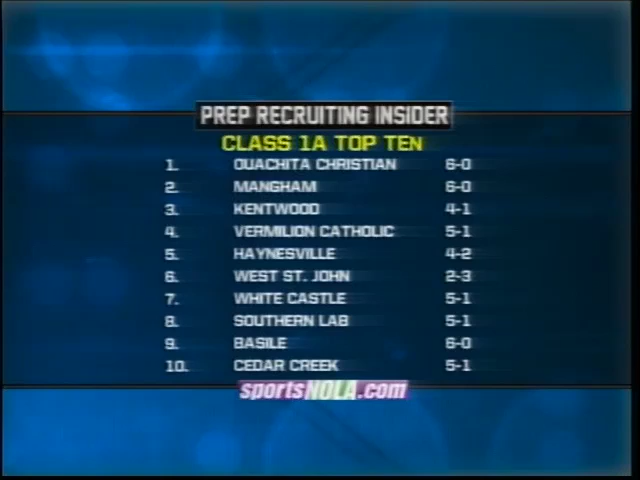 PREP RECRUITING INSIDER
CLASS 1A TOP TEN
1. OUACHITA CHRISTIAN 6-0
2. MANGHAM 6-0
3. KENTWOOD 4-1
4. VERMILION CATHOLIC 5-1
5. HAYNESVILLE 4-2
6. WEST ST. JOHN 2-3
7. WHITE CASTLE 5-1
8. SOUTHERN LAB 5-1
9. BASILE 6-0
10. CEDAR CREEK 5-1
sportsNOLA.com